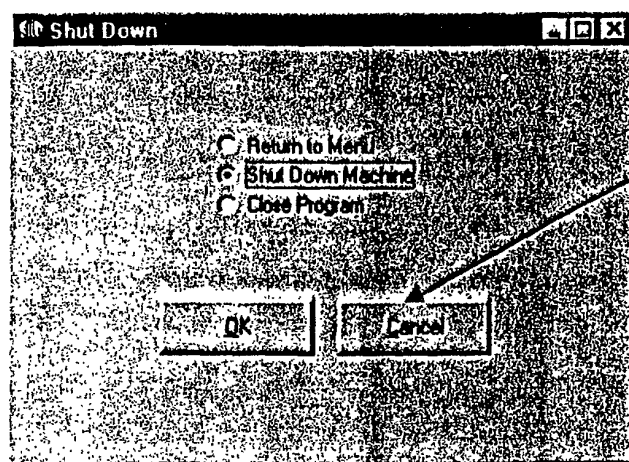 Shut Down
Return to Menu
Shut Down Machine
Close Program
OK
Cancel